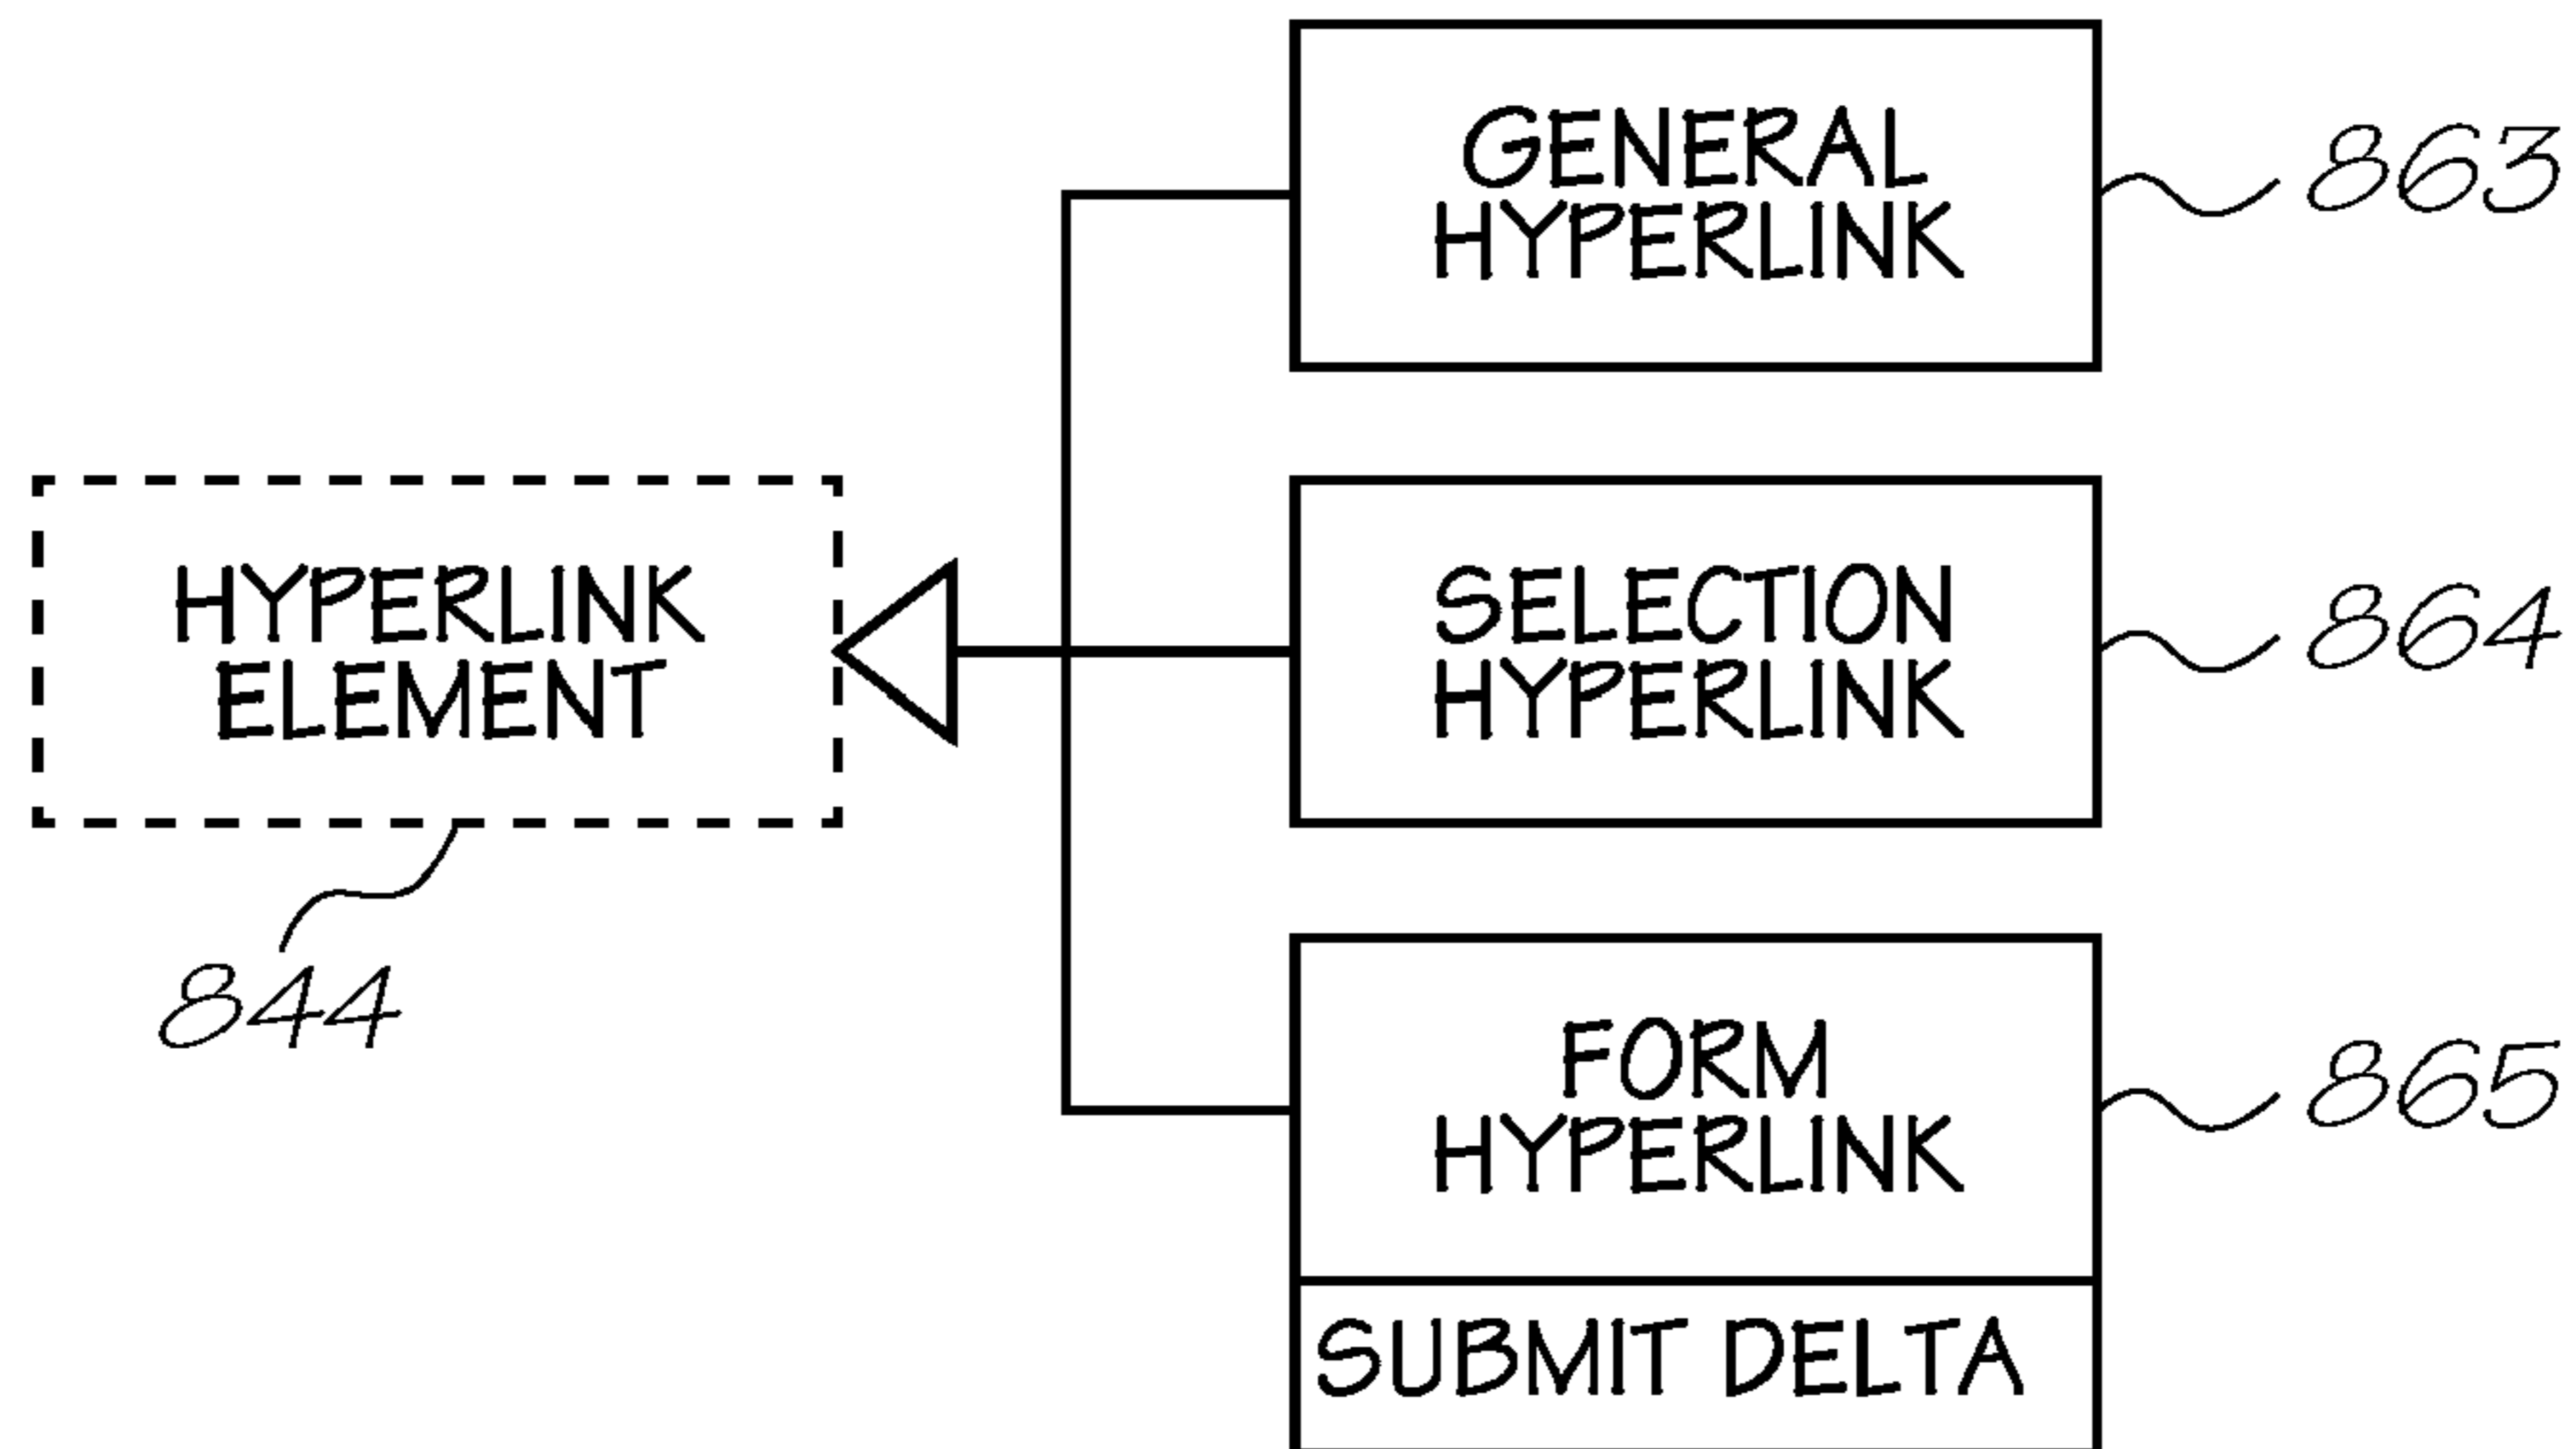 GENERAL
HYPERLINK
863
HYPERLINK
ELEMENT
844
SELECTION
HYPERLINK
864
FORM
HYPERLINK
865
SUBMIT DELTA